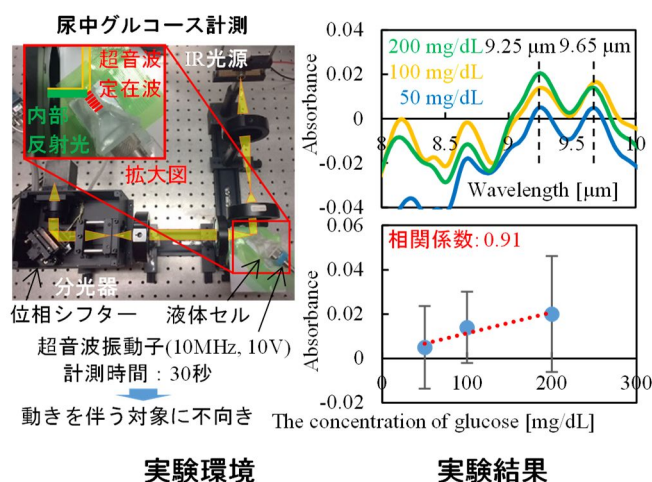 尿中グルコース計測
超音波
定在波
内部
反射光
拡大図
IR光源
分光器
位相シフター
液体セル
超音波振動子(10MHz, 10V)
計測時間：30秒
動きを伴う対象に不向き
実験環境
200 mg/dL
100 mg/dL
50 mg/dL
9.25 μm
9.65 μm
Absorbance
0.04
0.02
0
-0.02
-0.04
8
8.5
9
9.5
10
Wavelength [μm]
相関係数: 0.91
Absorbance
0.06
0.04
0.02
0
-0.02
0
100
200
300
The concentration of glucose [mg/dL]
実験結果